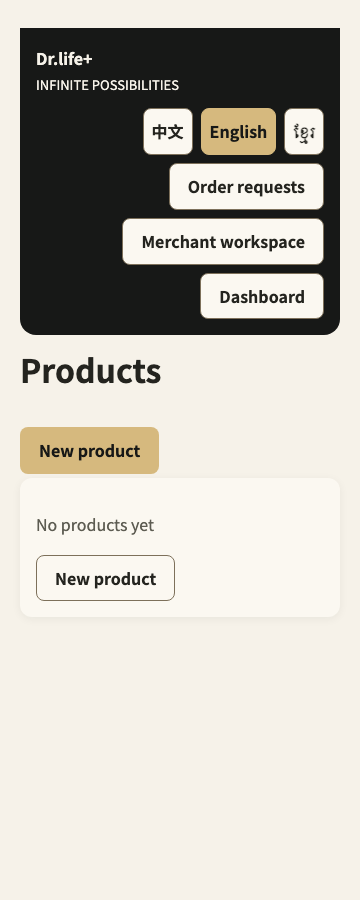 Dr.life+
INFINITE POSSIBILITIES
中文 English ខ្មែរ
Order requests
Merchant workspace
Dashboard
Products
New product
No products yet
New product